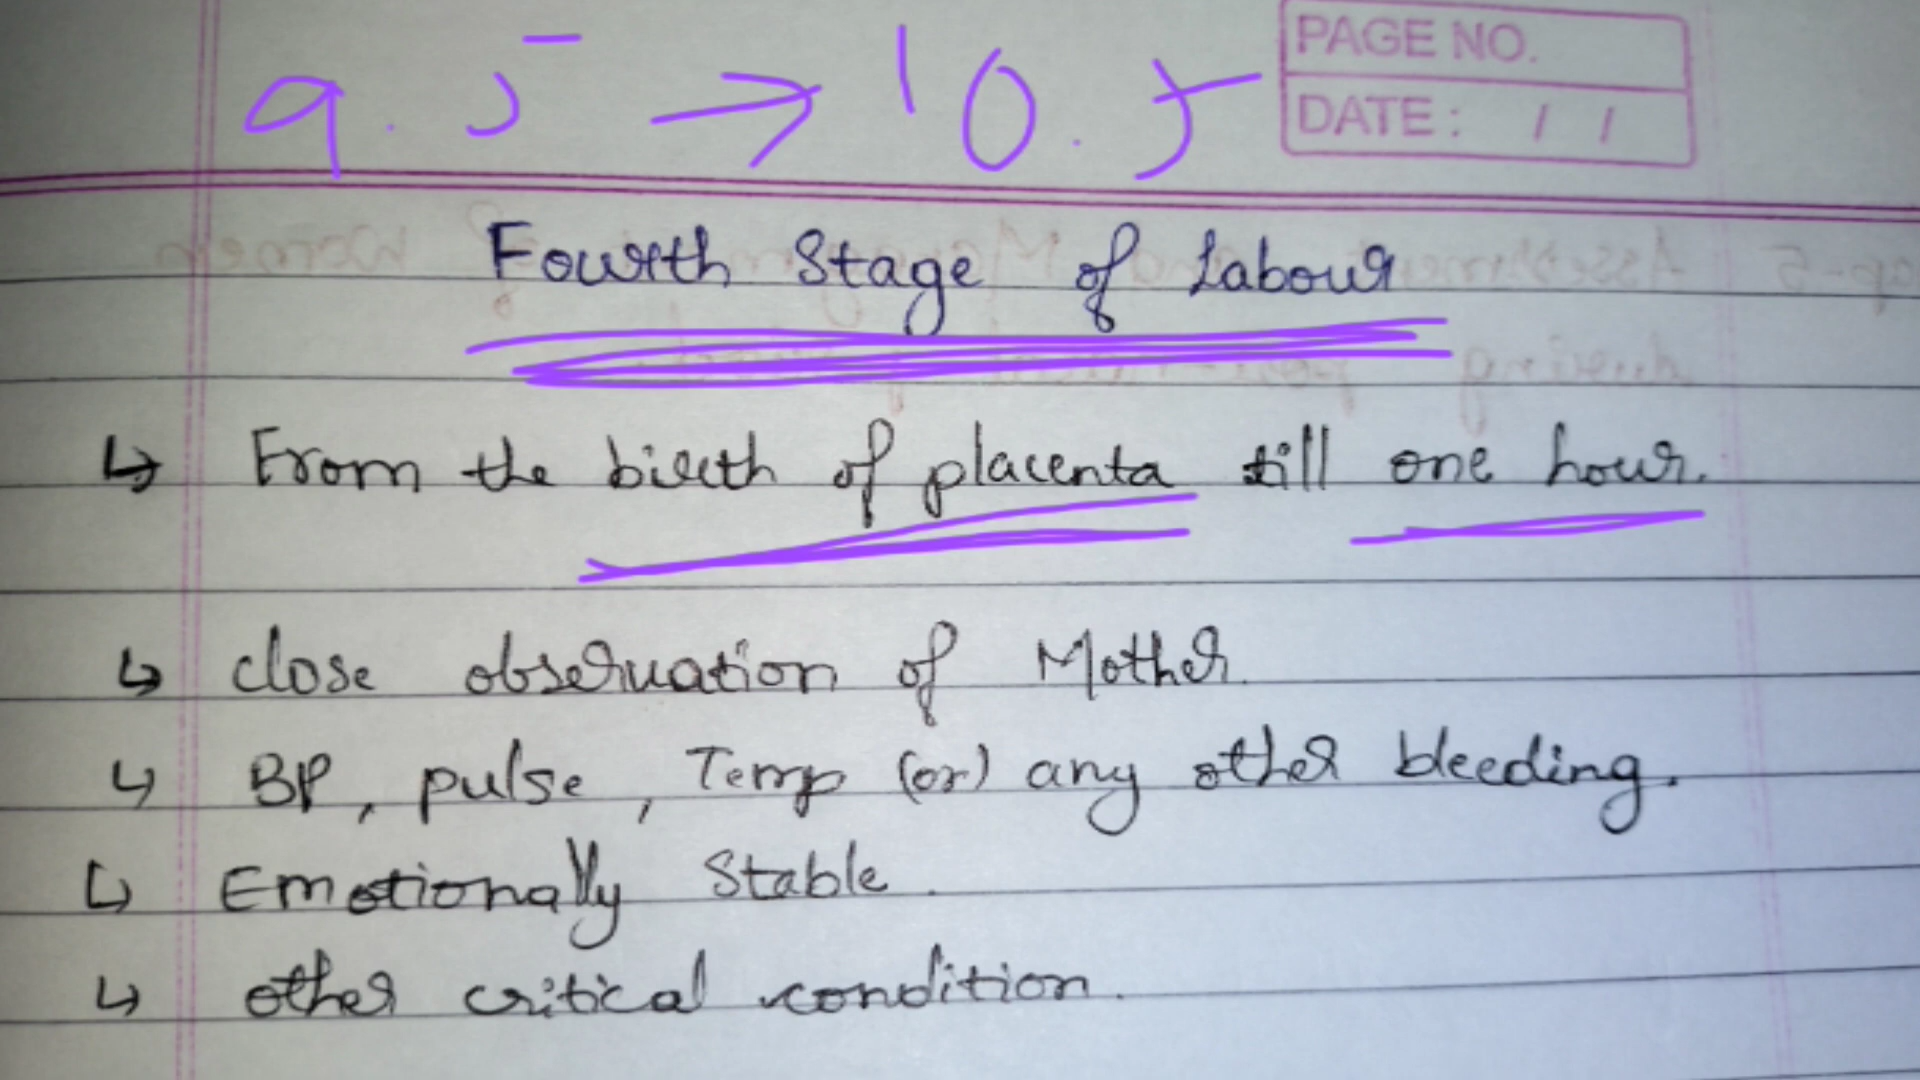 PAGE NO.
9.5 → 10.5
DATE: / /
Fourth Stage of Labour
↳ From the birth of placenta till one hour.
↳ close observation of Mother.
↳ BP, pulse, Temp (or) any other bleeding.
↳ Emotionally Stable.
↳ other critical condition.